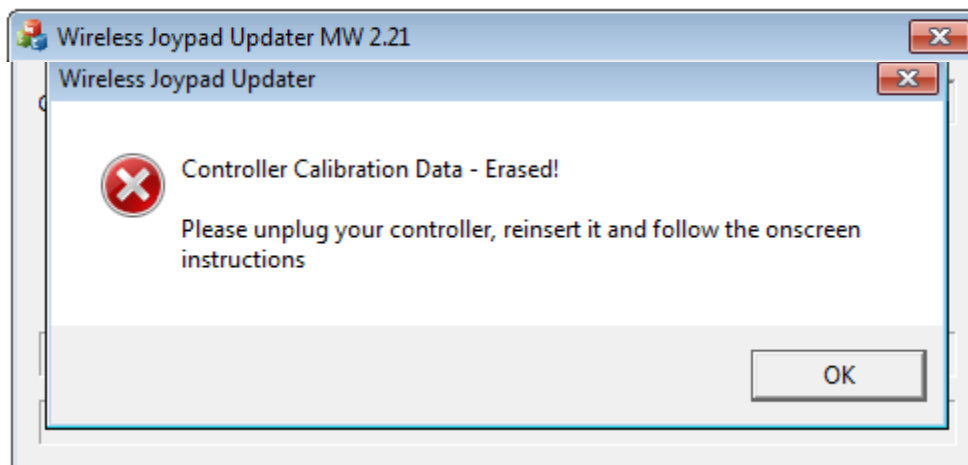 Wireless Joypad Updater MW 2.21
Wireless Joypad Updater
Controller Calibration Data - Erased!
Please unplug your controller, reinsert it and follow the onscreen
instructions
OK